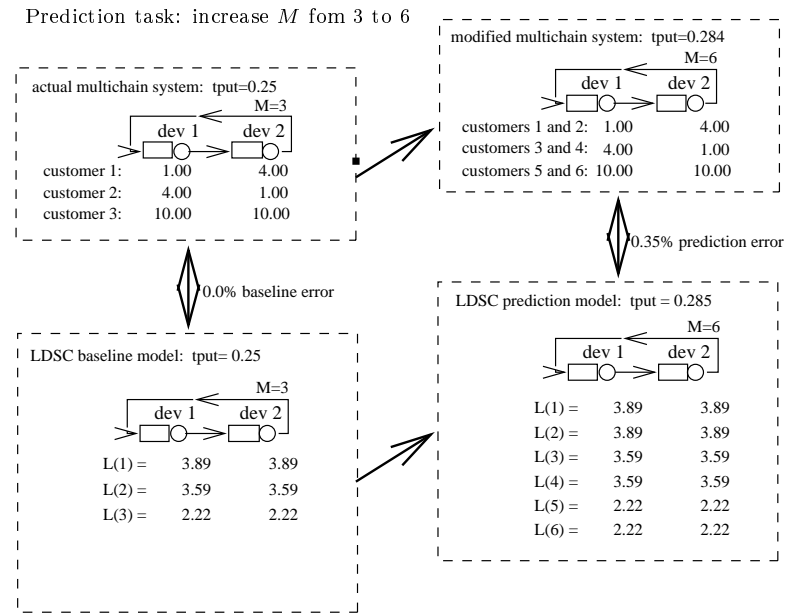 Prediction task: increase M fom 3 to 6
actual multichain system: tput=0.25
M=3
dev 1 dev 2
customer 1: 1.00 4.00
customer 2: 4.00 1.00
customer 3: 10.00 10.00
modified multichain system: tput=0.284
M=6
dev 1 dev 2
customers 1 and 2: 1.00 4.00
customers 3 and 4: 4.00 1.00
customers 5 and 6: 10.00 10.00
0.0% baseline error
0.35% prediction error
LDSC baseline model: tput= 0.25
M=3
dev 1 dev 2
L(1) = 3.89 3.89
L(2) = 3.59 3.59
L(3) = 2.22 2.22
LDSC prediction model: tput = 0.285
M=6
dev 1 dev 2
L(1) = 3.89 3.89
L(2) = 3.89 3.89
L(3) = 3.59 3.59
L(4) = 3.59 3.59
L(5) = 2.22 2.22
L(6) = 2.22 2.22